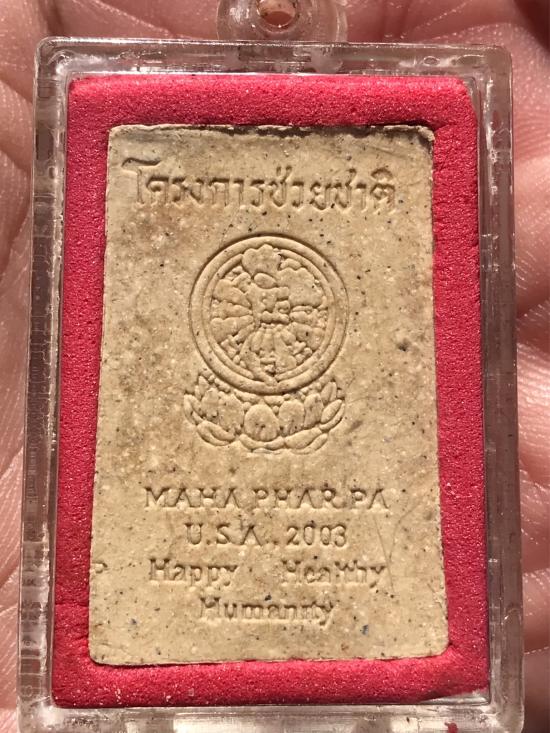 โครงการช่วยชาติ
MAHA PHAR PA
U.S.A. 2003
P Happy Healthy
Humanity